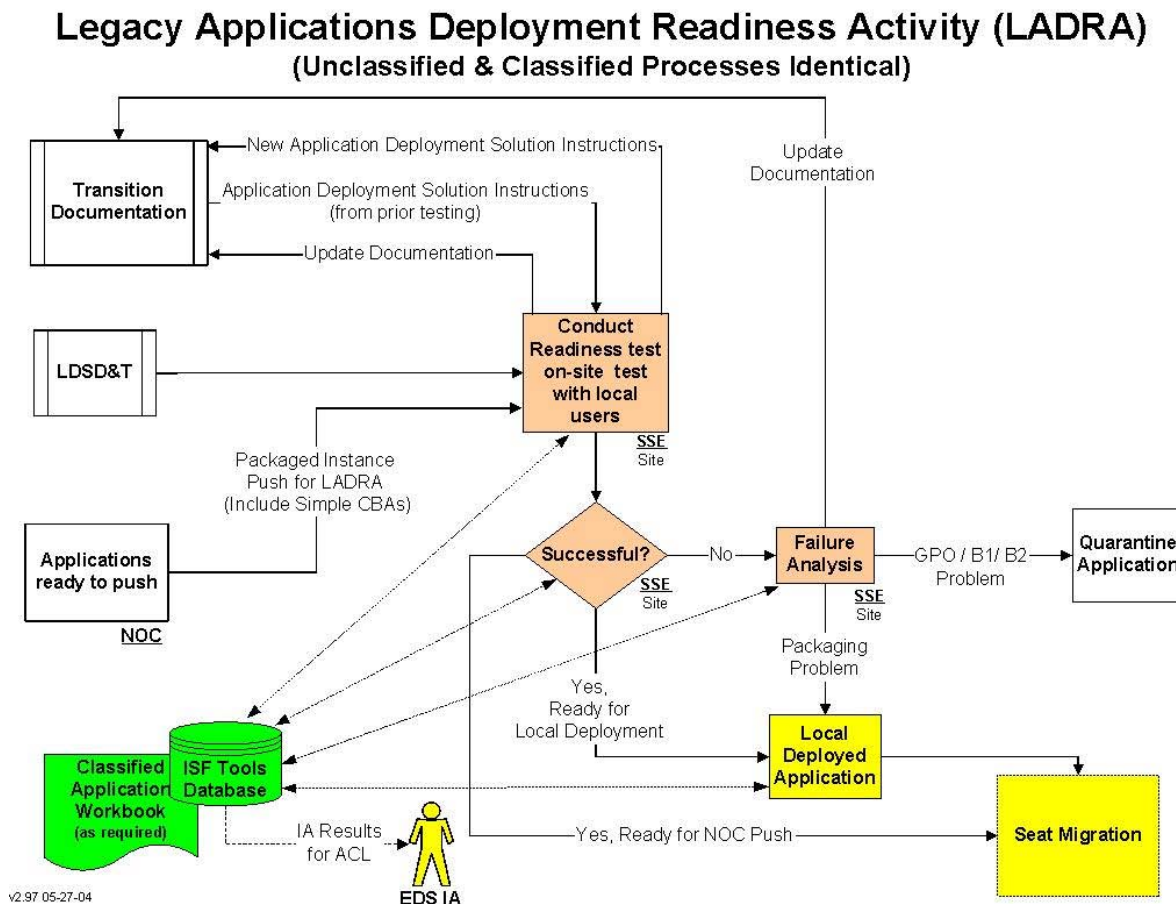 Legacy Applications Deployment Readiness Activity (LADRA)
(Unclassified & Classified Processes Identical)
New Application Deployment Solution Instructions
Update
Documentation
Transition
Documentation
Application Deployment Solution Instructions
(from prior testing)
Update Documentation
Conduct
Readiness test
on-site test
with local
users
LDSD&T
SSE
Site
Packaged Instance
Push for LADRA
(Include Simple CBAs)
Applications
ready to push
NOC
Successful?
No
SSE
Site
Failure
Analysis
SSE
Site
GPO / B1/ B2
Problem
Quarantine
Application
Packaging
Problem
Yes,
Ready for
Local Deployment
Local
Deployed
Application
Classified
Application
Workbook
(as required)
ISF Tools
Database
IA Results
for ACL
EDS IA
Yes, Ready for NOC Push
Seat Migration
v2.97 05-27-04